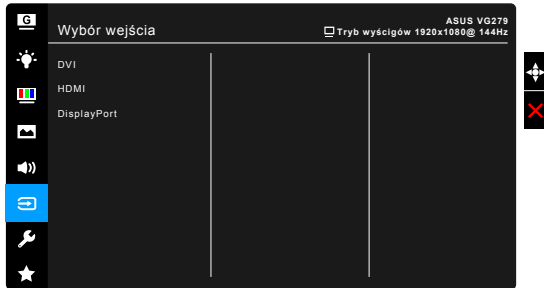 G
ASUS VG279
Wybór wejścia
Tryb wyścigów 1920x1080@ 144Hz
DVI
HDMI
DisplayPort